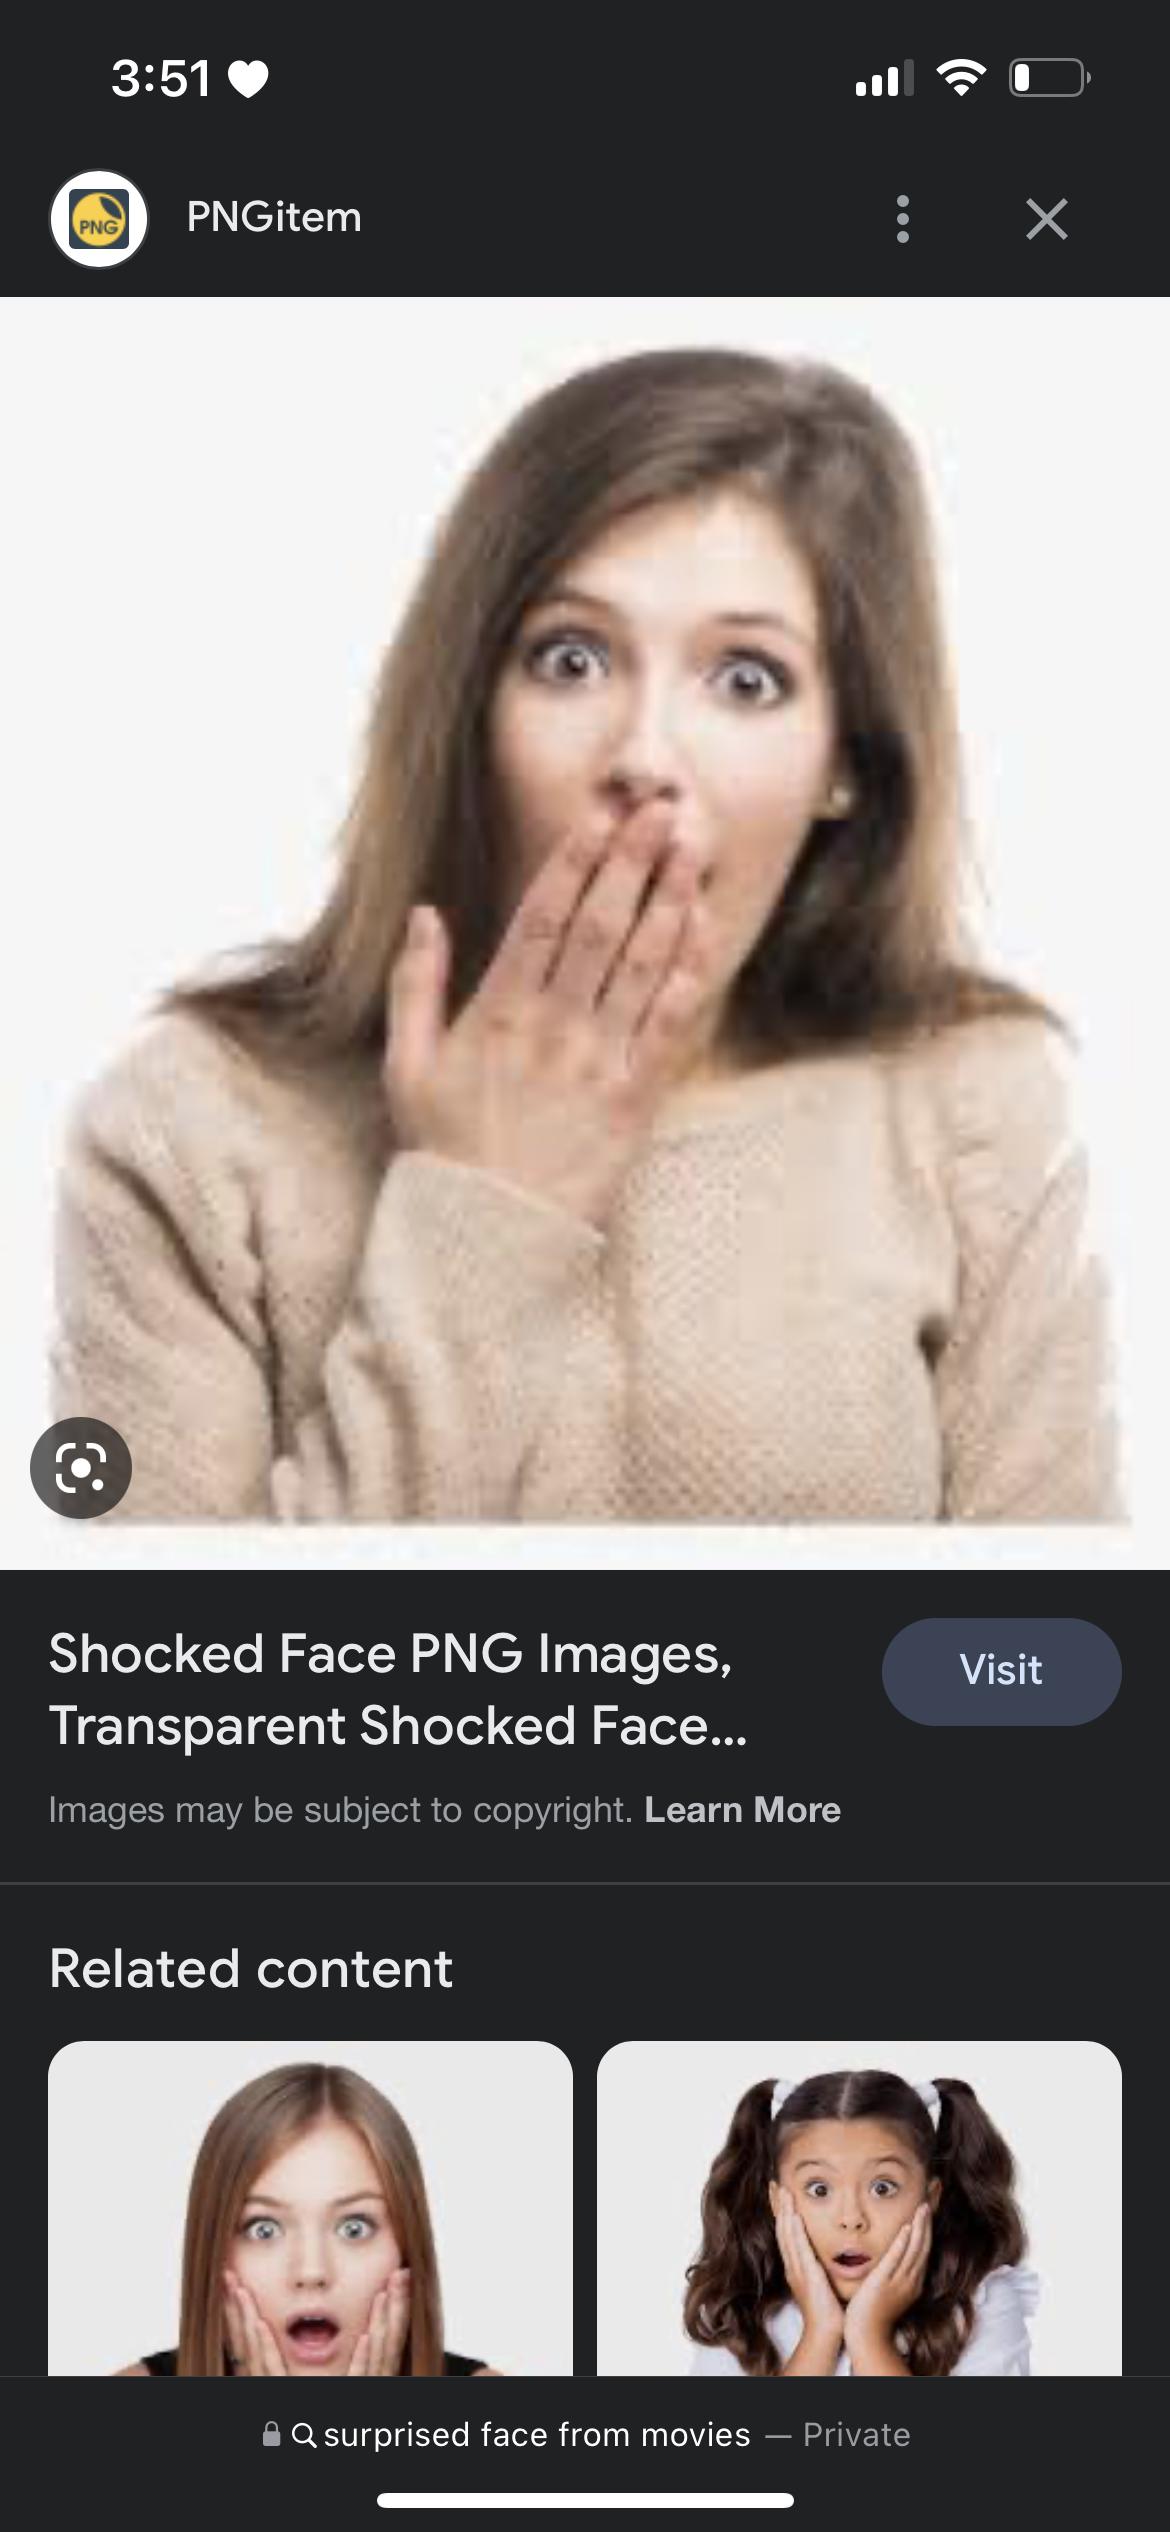 3:51
PNG
PNGitem
Shocked Face PNG Images,
Transparent Shocked Face...
Visit
Images may be subject to copyright. Learn More
Related content
surprised face from movies — Private